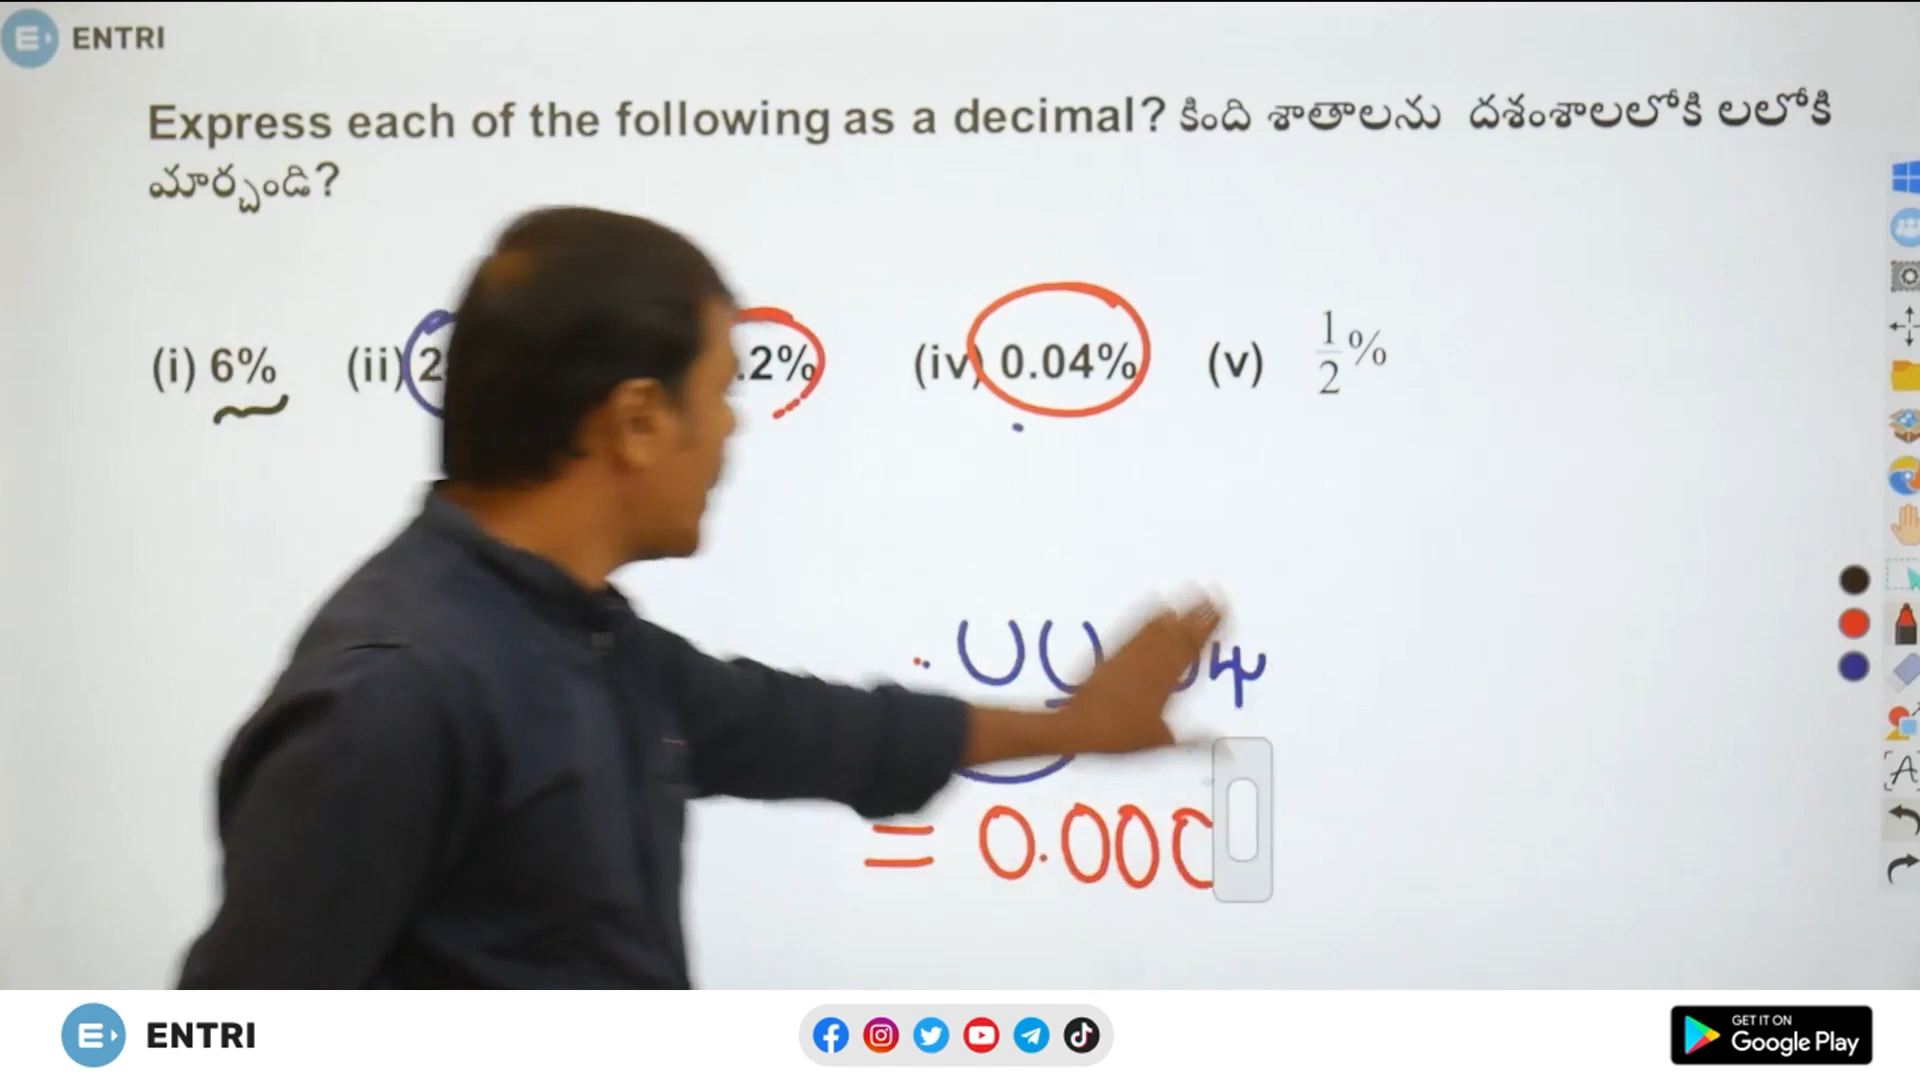 ENTRI
Express each of the following as a decimal? కింది శాతాలను దశంశాలలోకి లలోకి
మార్చండి?
(i) 6% (ii) 2 .2% (iv) 0.04% (v) 1/2 %
4
= 0.000
ENTRI
GET IT ON
Google Play